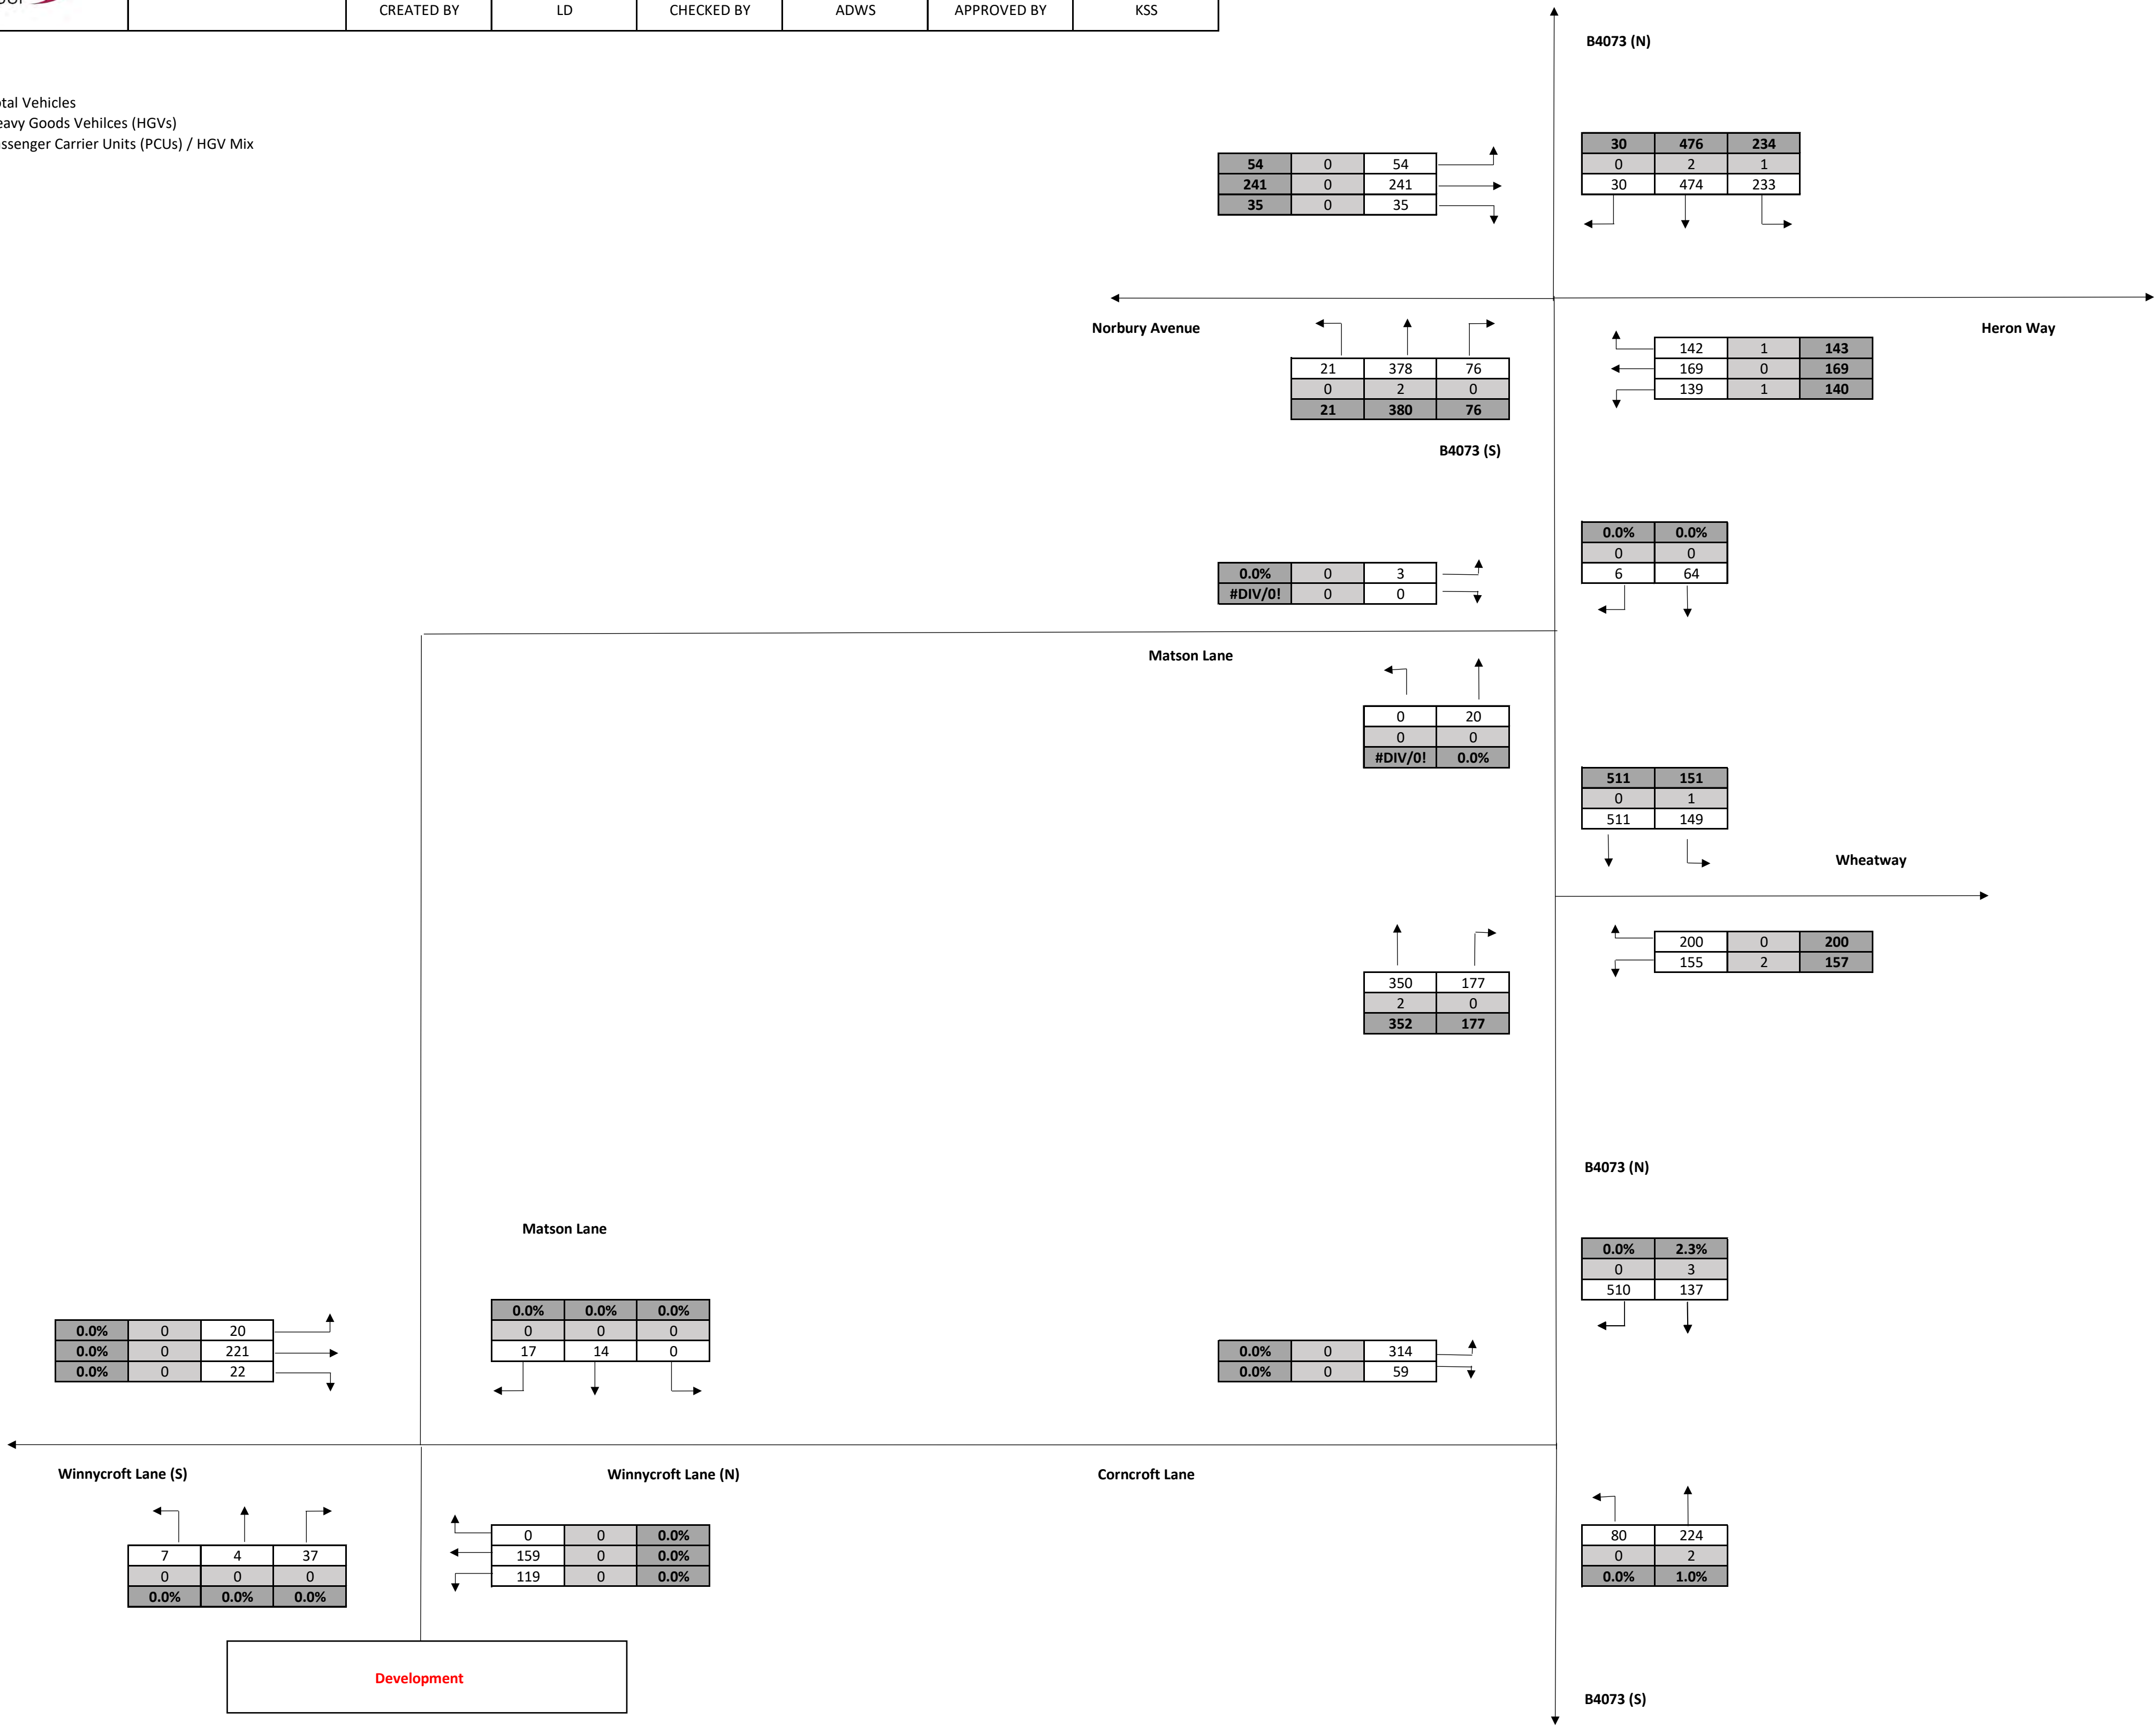 CREATED BY LD CHECKED BY ADWS APPROVED BY KSS
B4073 (N)
Vehicles
Goods Vehilces (HGVs)
Carrier Units (PCUs) / HGV Mix
30 476 234
0 2 1
30 474 233
54 0 54
241 0 241
35 0 35
Norbury Avenue
Heron Way
21 378 76
0 2 0
21 380 76
142 1 143
169 0 169
139 1 140
B4073 (S)
0.0% 0.0%
0 0
6 64
0.0% 0 3
#DIV/0! 0 0
Matson Lane
0 20
0 0
#DIV/0! 0.0%
511 151
0 1
511 149
Wheatway
350 177
2 0
352 177
200 0 200
155 2 157
B4073 (N)
Matson Lane
0.0% 2.3%
0 3
510 137
0.0% 0.0% 0.0%
0 0 0
17 14 0
0.0% 0 20
0.0% 0 221
0.0% 0 22
0.0% 0 314
0.0% 0 59
Winnycroft Lane (S)
Winnycroft Lane (N)
Corncroft Lane
7 4 37
0 0 0
0.0% 0.0% 0.0%
0 0 0.0%
159 0 0.0%
119 0 0.0%
80 224
0 2
0.0% 1.0%
Development
B4073 (S)